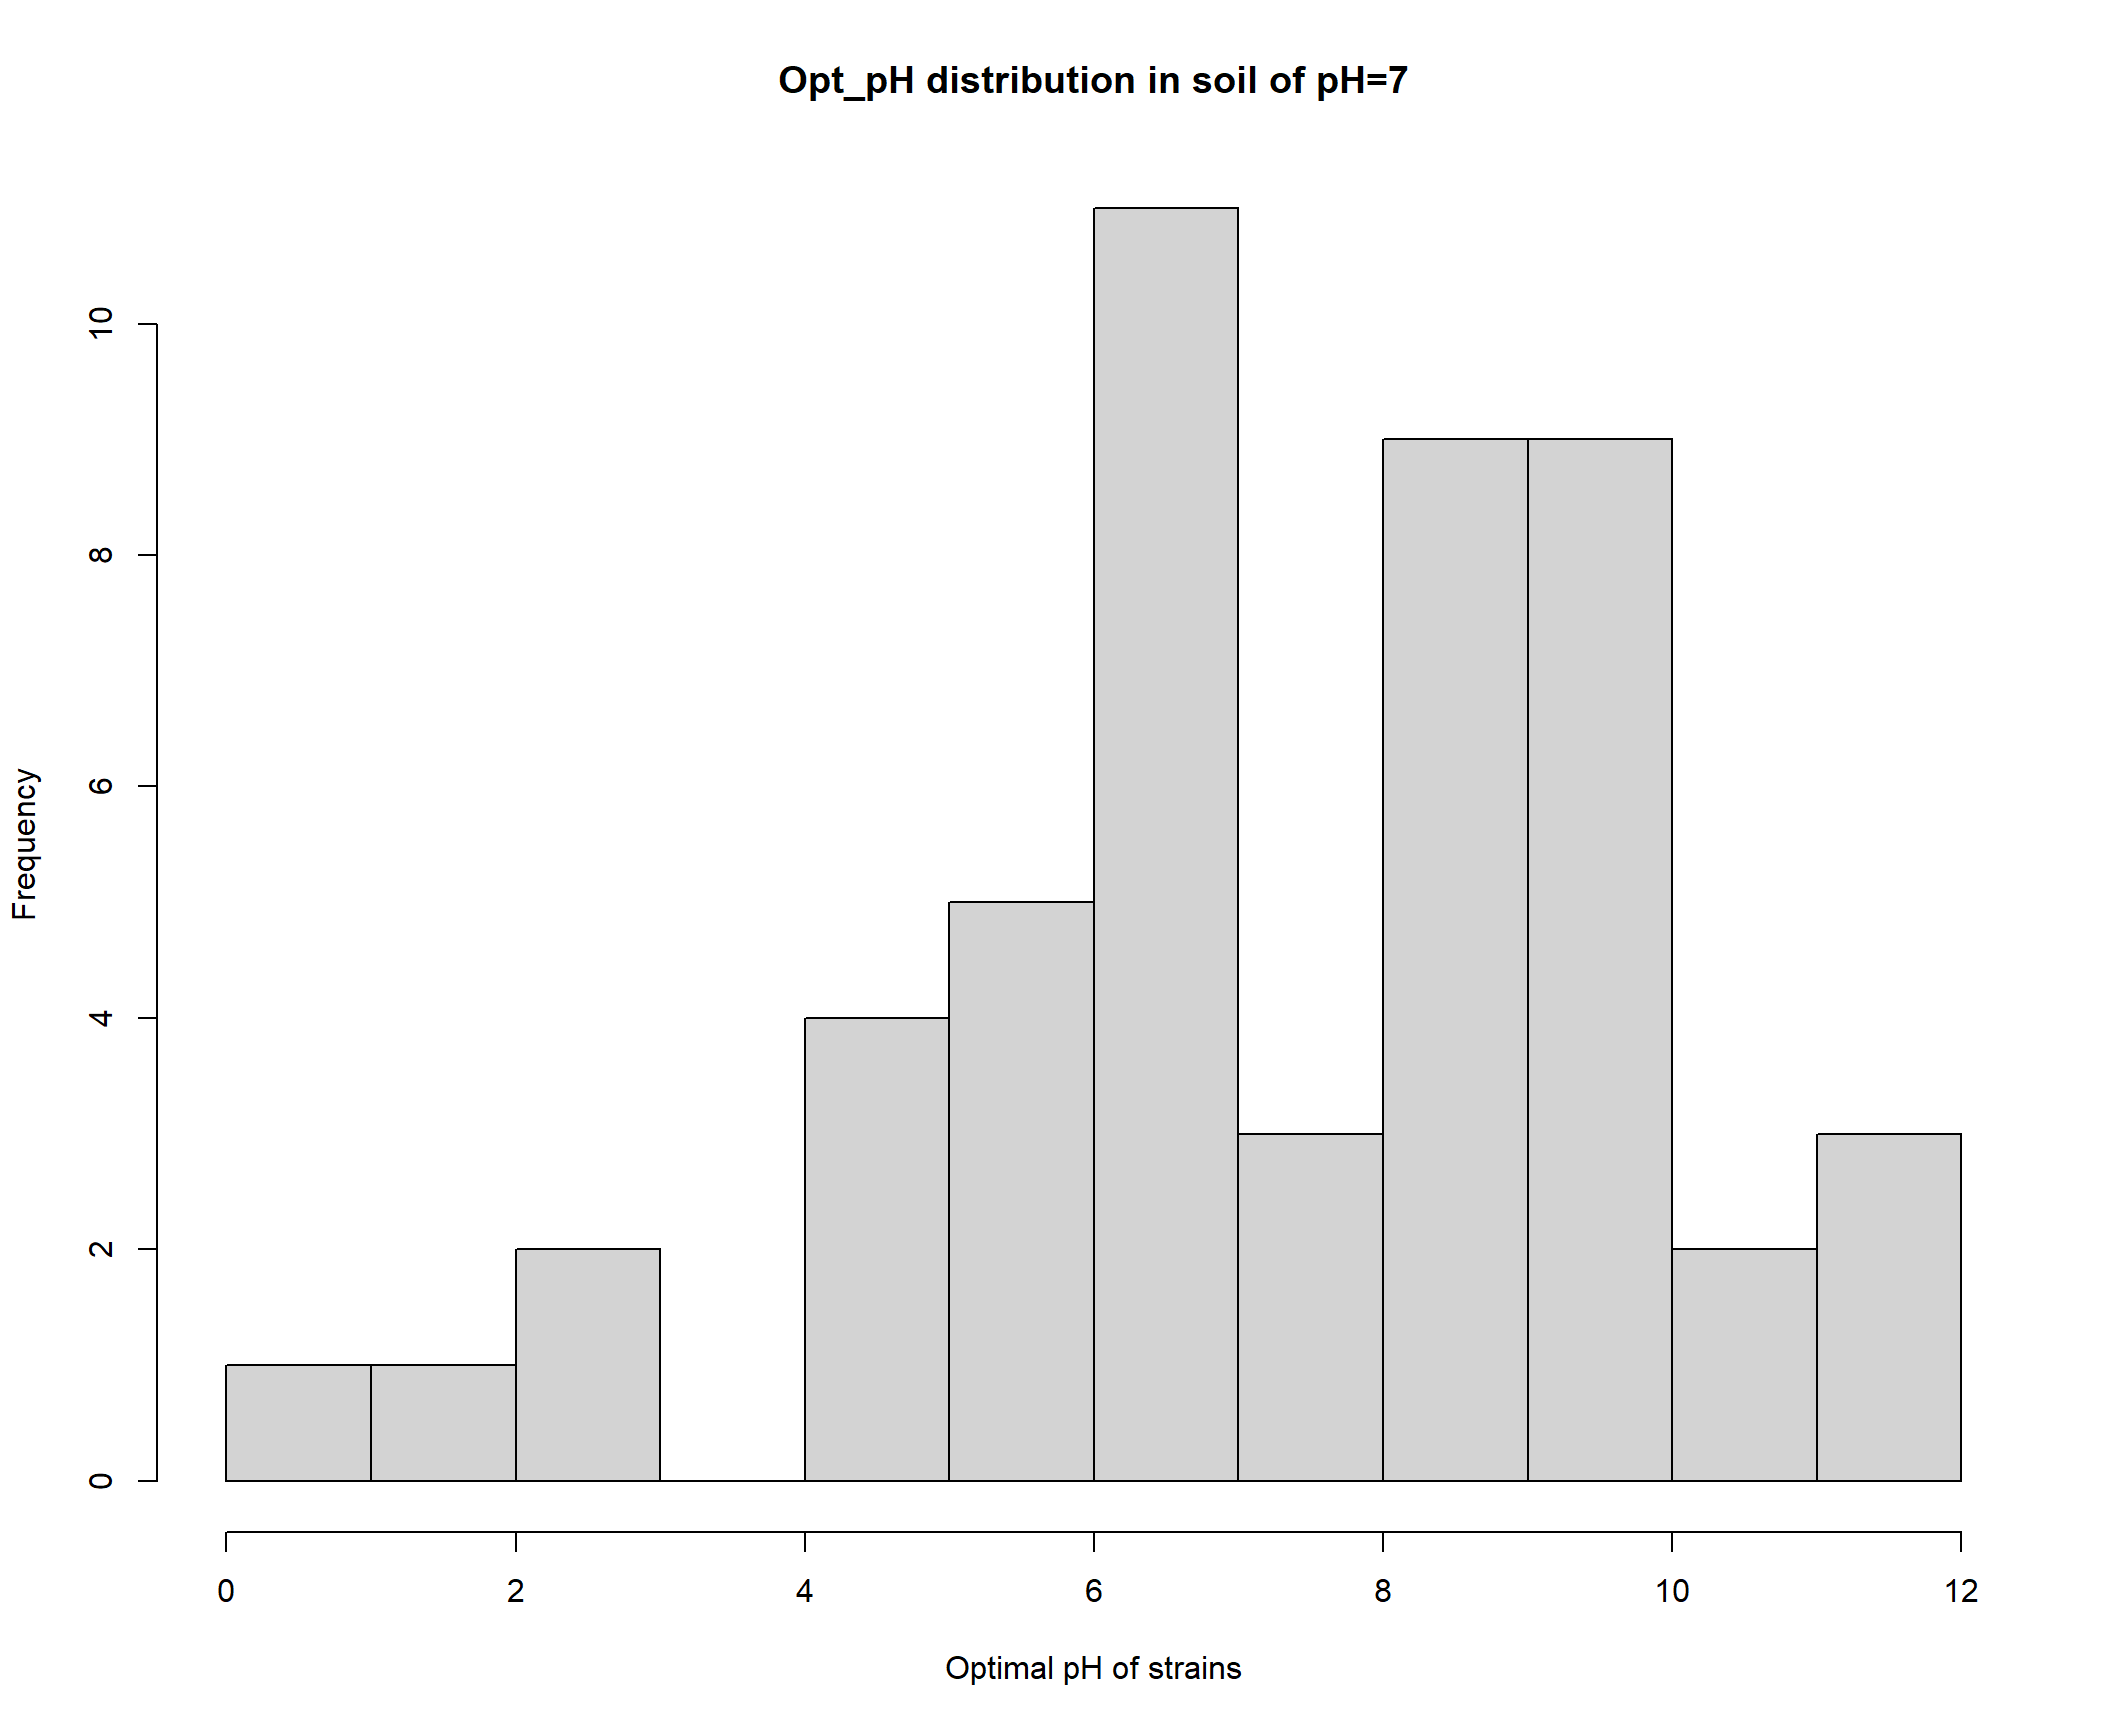 Opt_pH distribution in soil of pH=7
Frequency
10
8
6
4
2
0
0 2 4 6 8 10 12
Optimal pH of strains